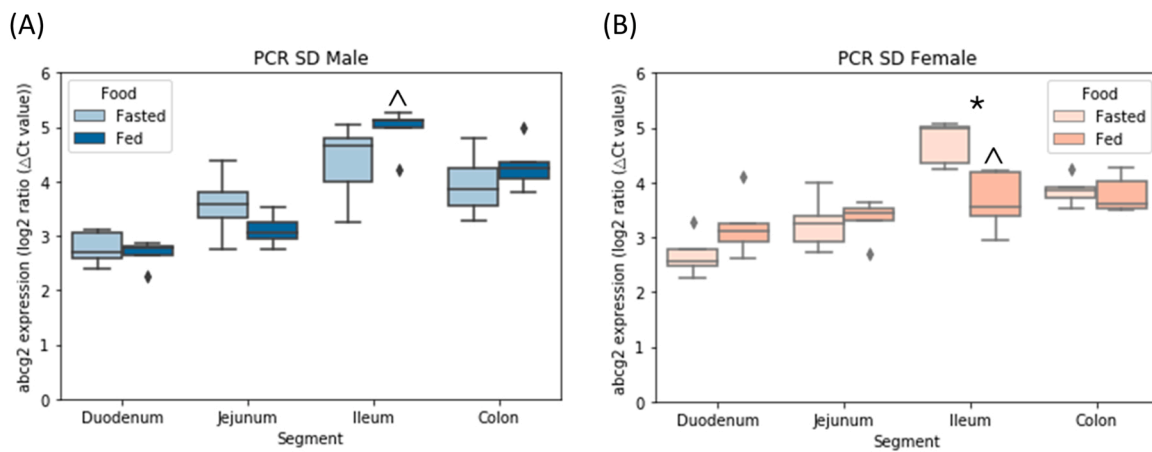 (A)
PCR SD Male
abcg2 expression (log2 ratio (△Ct value))
6
5
4
3
2
1
0
Food
Fasted
Fed
^
Duodenum Jejunum Ileum Colon
Segment
(B)
PCR SD Female
abcg2 expression (log2 ratio (△Ct value))
6
5
4
3
2
1
0
Food
Fasted
Fed
*
^
Duodenum Jejunum Ileum Colon
Segment